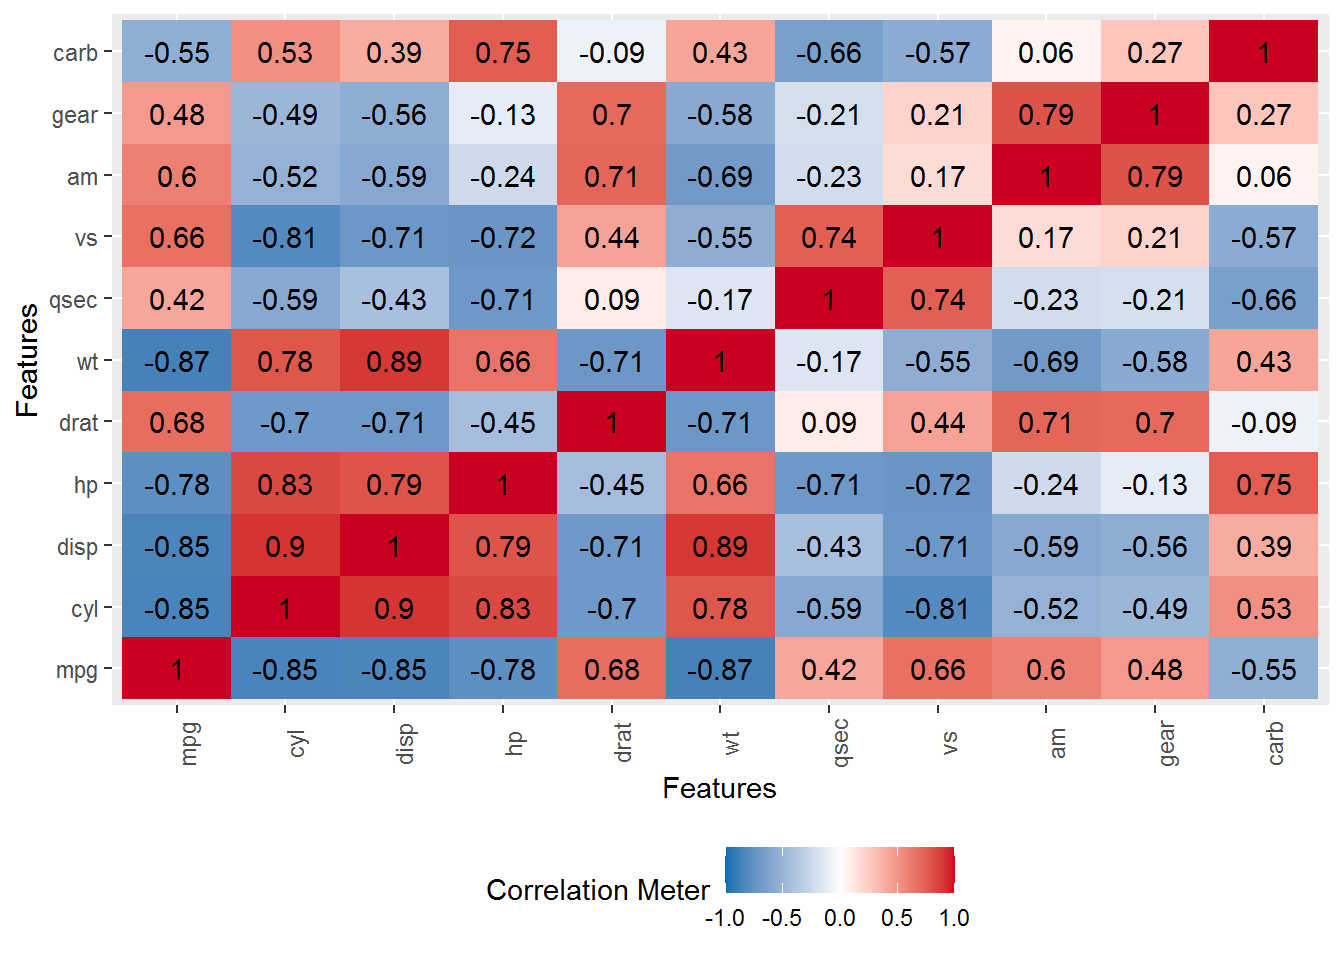 carb -0.55 0.53 0.39 0.75 -0.09 0.43 -0.66 -0.57 0.06 0.27 1
gear 0.48 -0.49 -0.56 -0.13 0.7 -0.58 -0.21 0.21 0.79 1 0.27
am 0.6 -0.52 -0.59 -0.24 0.71 -0.69 -0.23 0.17 1 0.79 0.06
vs 0.66 -0.81 -0.71 -0.72 0.44 -0.55 0.74 1 0.17 0.21 -0.57
qsec 0.42 -0.59 -0.43 -0.71 0.09 -0.17 1 0.74 -0.23 -0.21 -0.66
wt -0.87 0.78 0.89 0.66 -0.71 1 -0.17 -0.55 -0.69 -0.58 0.43
drat 0.68 -0.7 -0.71 -0.45 1 -0.71 0.09 0.44 0.71 0.7 -0.09
hp -0.78 0.83 0.79 1 -0.45 0.66 -0.71 -0.72 -0.24 -0.13 0.75
disp -0.85 0.9 1 0.79 -0.71 0.89 -0.43 -0.71 -0.59 -0.56 0.39
cyl -0.85 1 0.9 0.83 -0.7 0.78 -0.59 -0.81 -0.52 -0.49 0.53
mpg 1 -0.85 -0.85 -0.78 0.68 -0.87 0.42 0.66 0.6 0.48 -0.55
Features
mpg cyl disp hp drat wt qsec vs am gear carb
Features
Correlation Meter
-1.0 -0.5 0.0 0.5 1.0